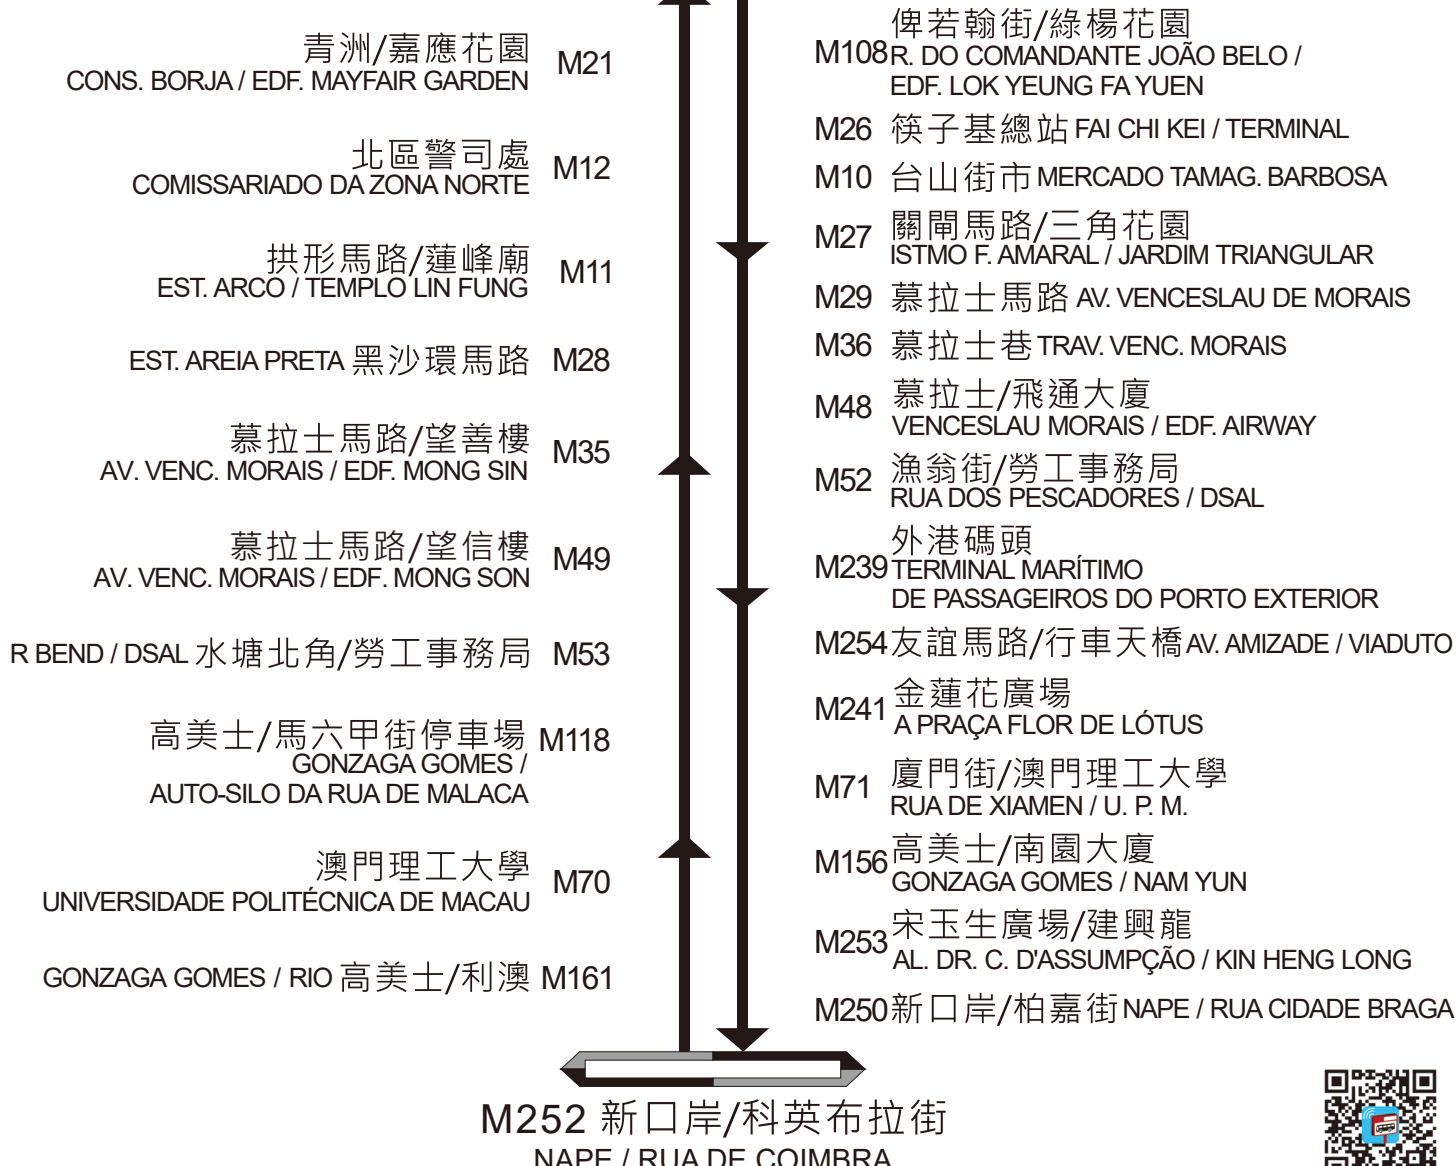 青洲/嘉應花園
CONS. BORJA / EDF. MAYFAIR GARDEN
M21
北區警司處
COMISSARIADO DA ZONA NORTE
M12
拱形馬路/蓮峰廟
EST. ARCO / TEMPLO LIN FUNG
M11
EST. AREIA PRETA 黑沙環馬路 M28
慕拉士馬路/望善樓
AV. VENC. MORAIS / EDF. MONG SIN
M35
慕拉士馬路/望信樓
AV. VENC. MORAIS / EDF. MONG SON
M49
R BEND / DSAL 水塘北角/勞工事務局 M53
高美士/馬六甲街停車場 M118
GONZAGA GOMES /
AUTO-SILO DA RUA DE MALACA
澳門理工大學
UNIVERSIDADE POLITÉCNICA DE MACAU
M70
GONZAGA GOMES / RIO 高美士/利澳 M161
俾若翰街/綠楊花園
M108 R. DO COMANDANTE JOÃO BELO /
EDF. LOK YEUNG FA YUEN
M26 筷子基總站 FAI CHI KEI / TERMINAL
M10 台山街市 MERCADO TAMAG. BARBOSA
M27 關閘馬路/三角花園
ISTMO F. AMARAL / JARDIM TRIANGULAR
M29 慕拉士馬路 AV. VENCESLAU DE MORAIS
M36 慕拉士巷 TRAV. VENC. MORAIS
M48 慕拉士/飛通大廈
VENCESLAU MORAIS / EDF. AIRWAY
M52 漁翁街/勞工事務局
RUA DOS PESCADORES / DSAL
外港碼頭
M239 TERMINAL MARÍTIMO
DE PASSAGEIROS DO PORTO EXTERIOR
M254 友誼馬路/行車天橋 AV. AMIZADE / VIADUTO
M241 金蓮花廣場
A PRAÇA FLOR DE LÓTUS
M71 廈門街/澳門理工大學
RUA DE XIAMEN / U. P. M.
M156 高美士/南園大廈
GONZAGA GOMES / NAM YUN
M253 宋玉生廣場/建興龍
AL. DR. C. D'ASSUMPÇÃO / KIN HENG LONG
M250 新口岸/柏嘉街 NAPE / RUA CIDADE BRAGA
M252 新口岸/科英布拉街
NAPE / RUA DE COIMBRA